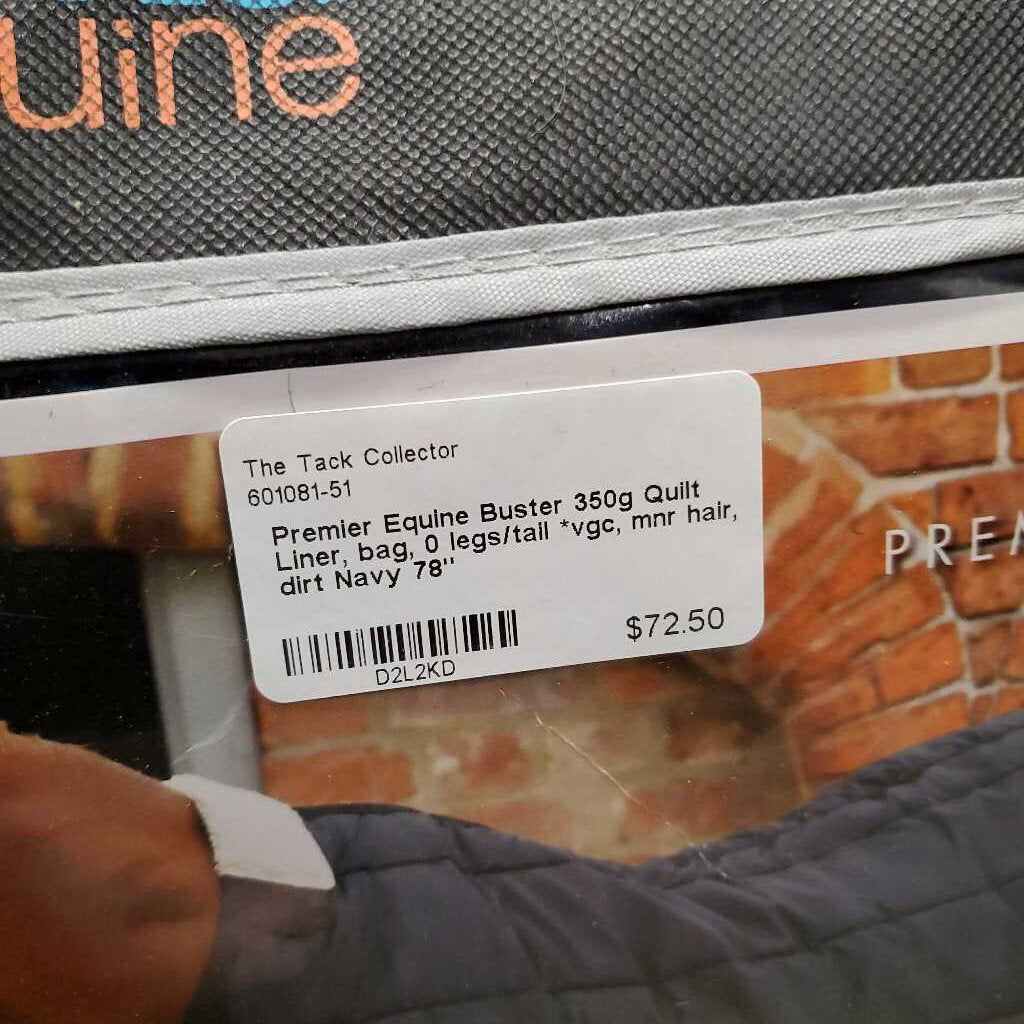 uine
The Tack Collector
601081-51
Premier Equine Buster 350g Quilt
Liner, bag, 0 legs/tail *vgc, mnr hair,
dirt Navy 78"
$72.50
D2L2KD
PREM